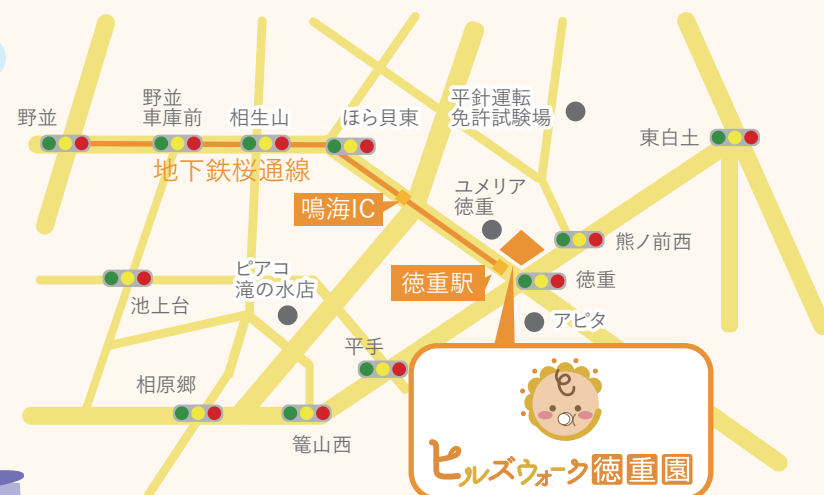 野並
野並
車庫前
相生山
ほら貝東
平針運転
免許試験場
東白土
地下鉄桜通線
鳴海IC
ユメリア
徳重
熊ノ前西
徳重駅
徳重
ピアゴ
滝の水店
池上台
アピタ
平手
相原郷
篭山西
ヒルズウォーク徳重園